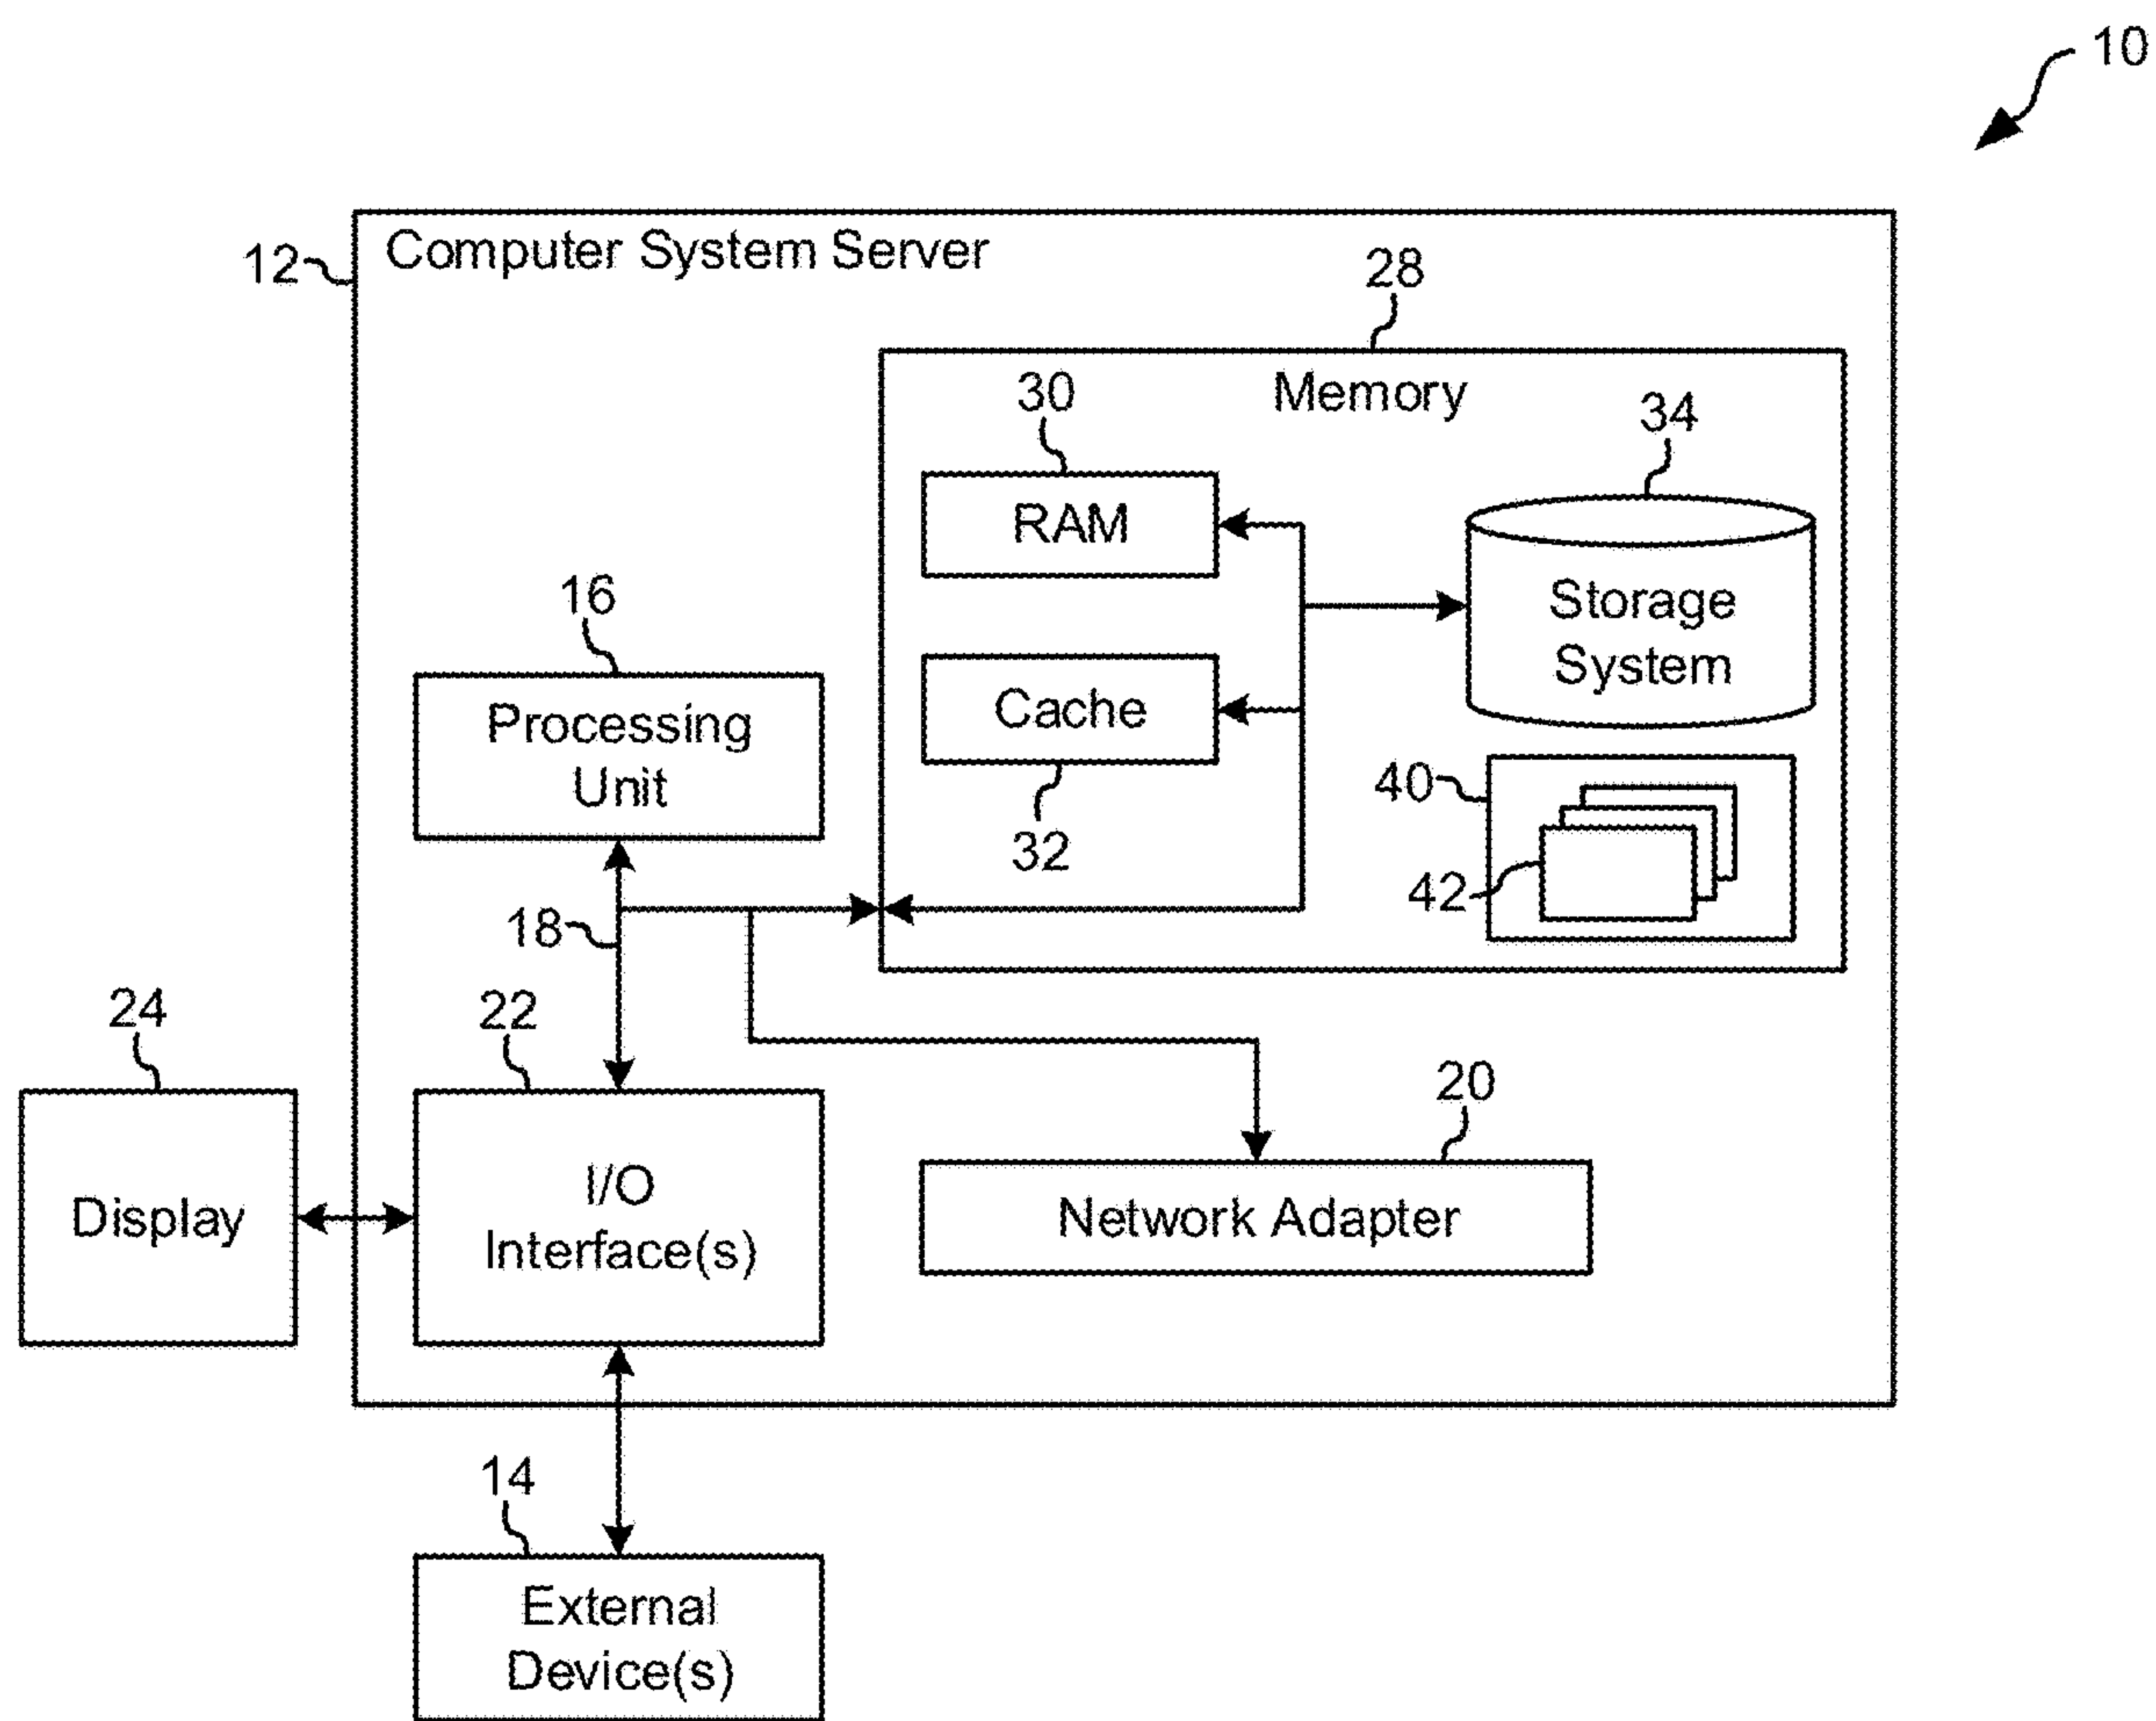 10
12
Computer System Server
28
Memory
30
RAM
34
Storage
System
16
Processing
Unit
Cache
32
40
42
18
24
Display
22
I/O
Interface(s)
20
Network Adapter
14
External
Device(s)